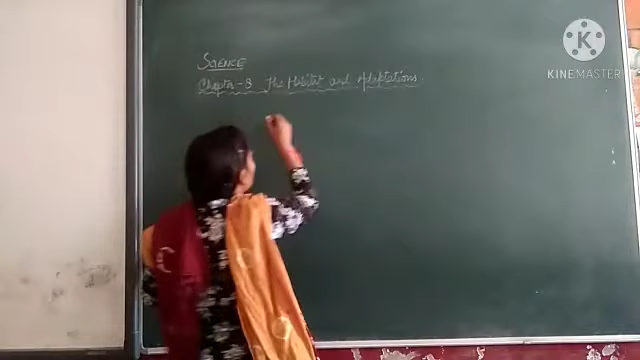 SCIENCE
Chapter-8 The Habitat and adaptations.
K
KINEMASTER